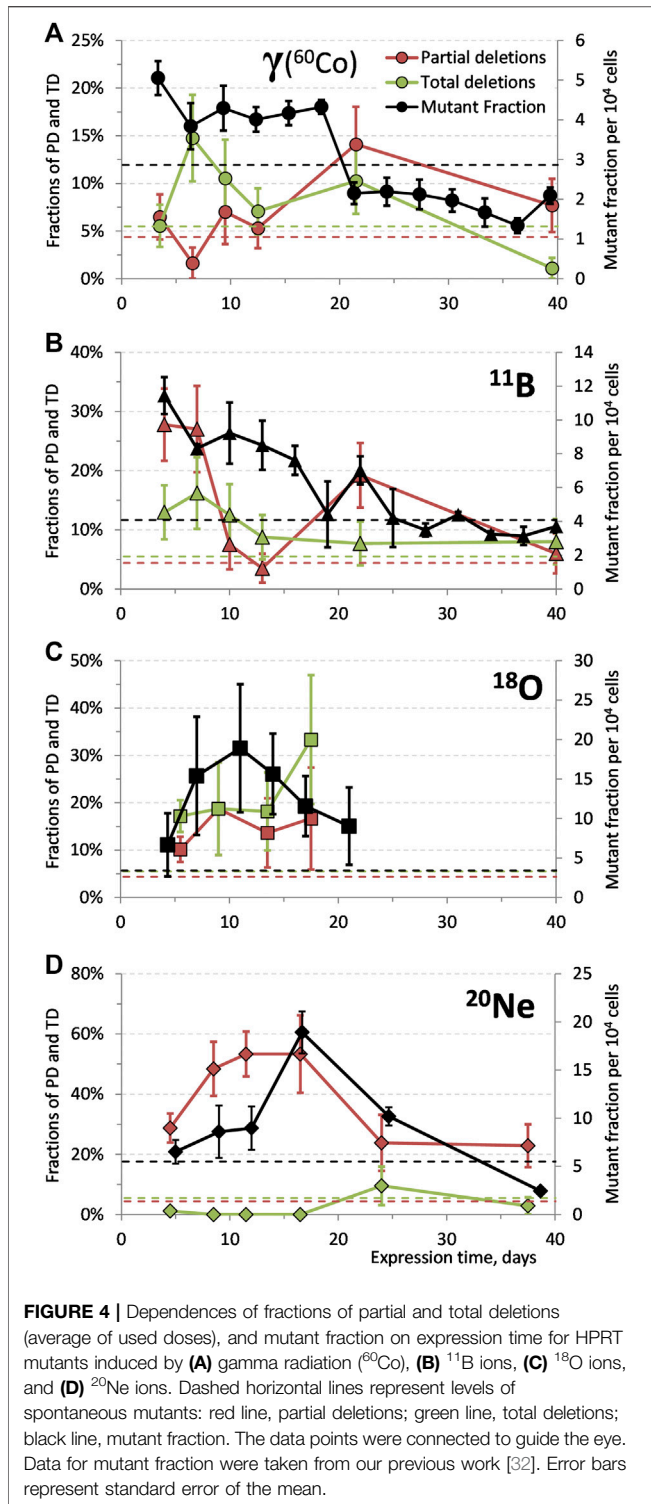 A
γ(⁶⁰Co)
Partial deletions
Total deletions
Mutant Fraction
Fractions of PD and TD
25%
20%
15%
10%
5%
0%
Mutant fraction per 10⁴ cells
6
5
4
3
2
1
0
0 10 20 30 40
B
¹¹B
Fractions of PD and TD
40%
30%
20%
10%
0%
Mutant fraction per 10⁴ cells
14
12
10
8
6
4
2
0
0 10 20 30 40
C
¹⁸O
Fractions of PD and TD
50%
40%
30%
20%
10%
0%
Mutant fraction per 10⁴ cells
30
25
20
15
10
5
0
0 10 20 30 40
D
²⁰Ne
Fractions of PD and TD
80%
60%
40%
20%
0%
Mutant fraction per 10⁴ cells
25
20
15
10
5
0
0 10 20 30 40
Expression time, days
FIGURE 4 | Dependences of fractions of partial and total deletions
(average of used doses), and mutant fraction on expression time for HPRT
mutants induced by (A) gamma radiation (⁶⁰Co), (B) ¹¹B ions, (C) ¹⁸O ions,
and (D) ²⁰Ne ions. Dashed horizontal lines represent levels of
spontaneous mutants: red line, partial deletions; green line, total deletions;
black line, mutant fraction. The data points were connected to guide the eye.
Data for mutant fraction were taken from our previous work [32]. Error bars
represent standard error of the mean.